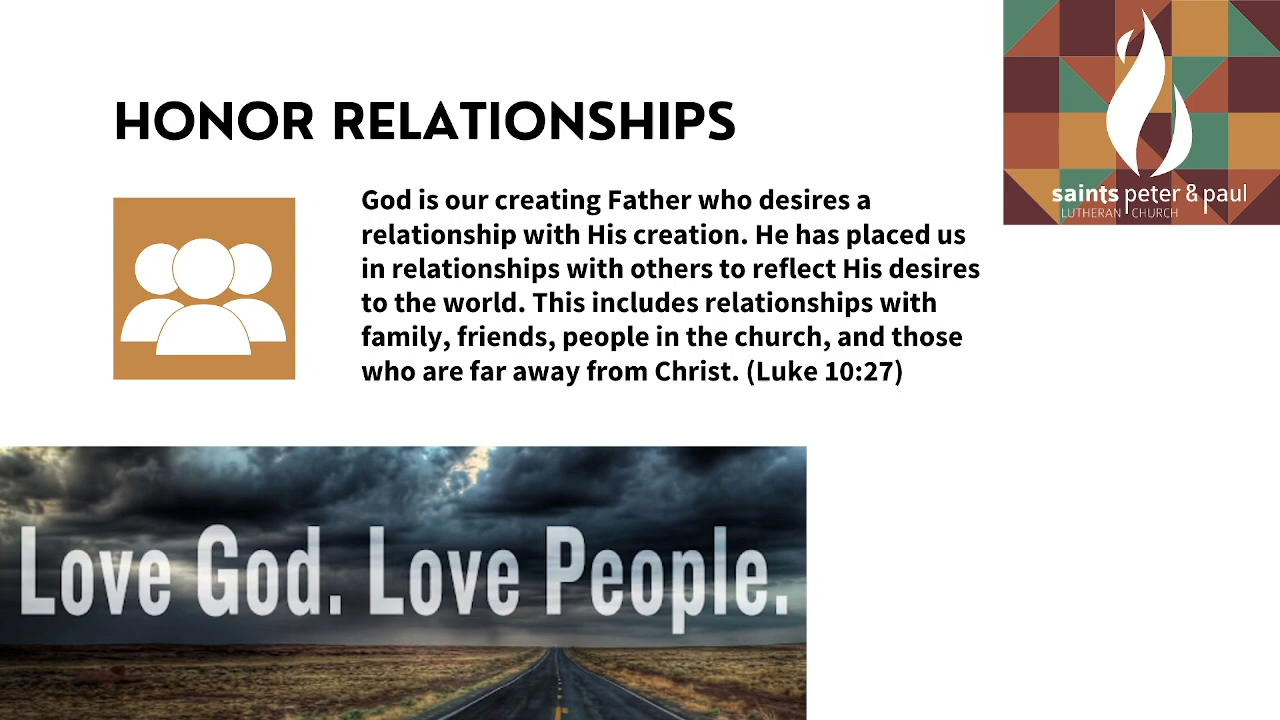 HONOR RELATIONSHIPS
God is our creating Father who desires a
relationship with His creation. He has placed us
in relationships with others to reflect His desires
to the world. This includes relationships with
family, friends, people in the church, and those
who are far away from Christ. (Luke 10:27)
saints peter & paul
LUTHERAN CHURCH
Love God. Love People.